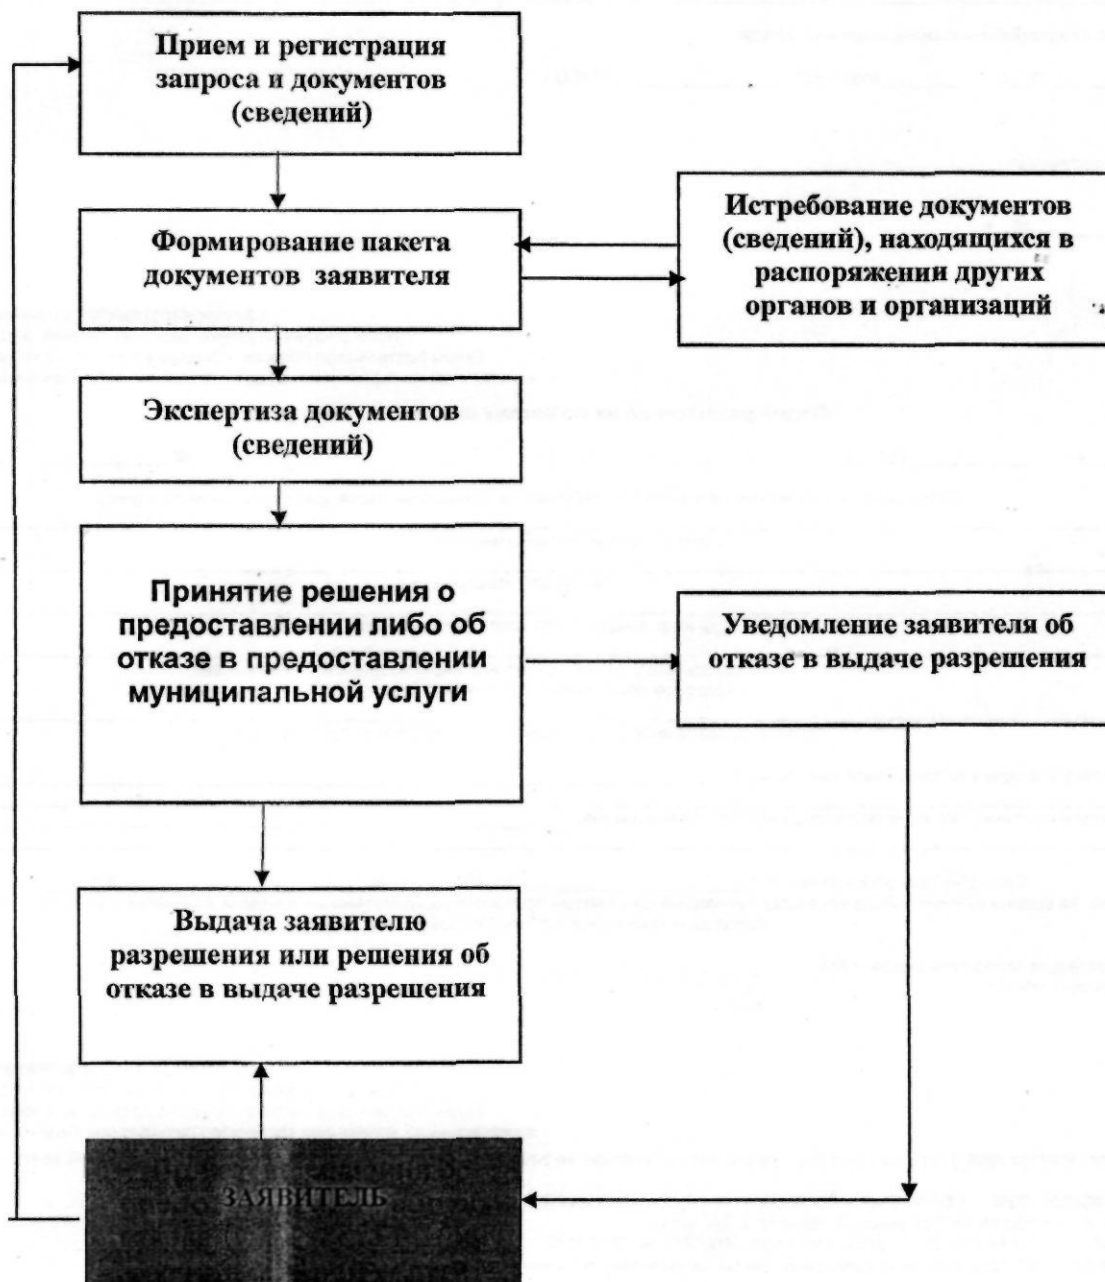 Прием и регистрация
запроса и документов
(сведений)
Формирование пакета
документов заявителя
Истребование документов
(сведений), находящихся в
распоряжении других
органов и организаций
Экспертиза документов
(сведений)
Принятие решения о
предоставлении либо об
отказе в предоставлении
муниципальной услуги
Уведомление заявителя об
отказе в выдаче разрешения
Выдача заявителю
разрешения или решения об
отказе в выдаче разрешения
ЗАЯВИТЕЛЬ